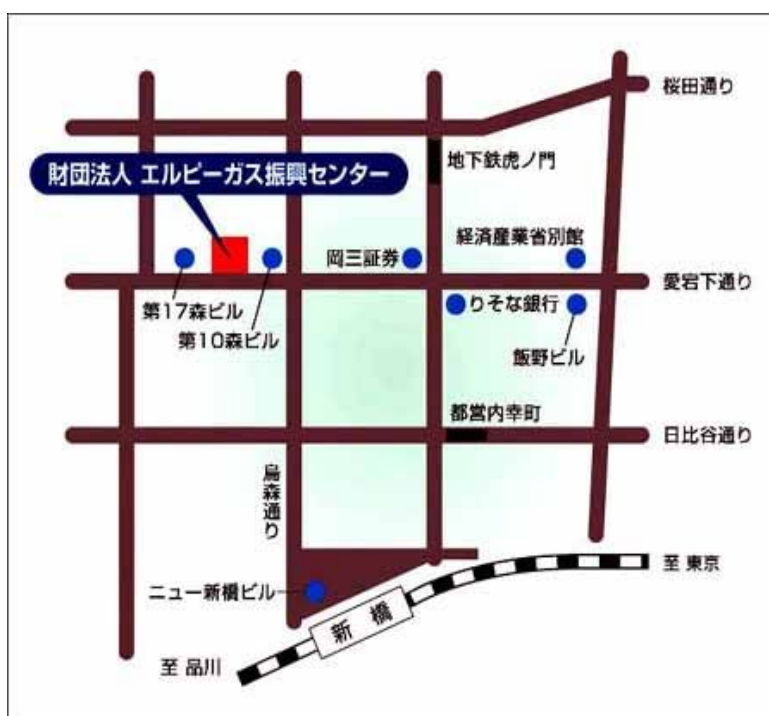 桜田通り
地下鉄虎ノ門
財団法人 エルピーガス振興センター
経済産業省別館
岡三証券
愛宕下通り
第17森ビル
りそな銀行
第10森ビル
飯野ビル
都営内幸町
日比谷通り
烏森通り
至 東京
ニュー新橋ビル
新橋
至 品川